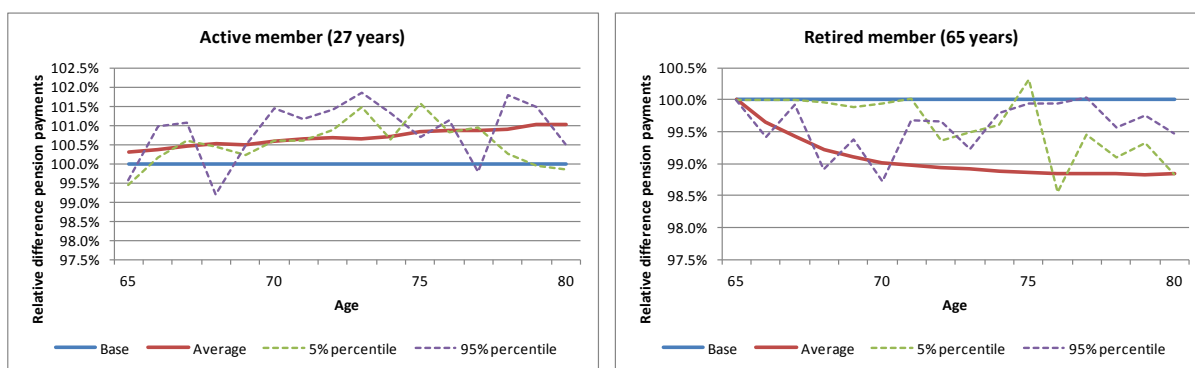 Active member (27 years)
Relative difference pension payments
102.5%
102.0%
101.5%
101.0%
100.5%
100.0%
99.5%
99.0%
98.5%
98.0%
97.5%
65 70 75 80
Age
Base Average 5% percentile 95% percentile
Retired member (65 years)
Relative difference pension payments
100.5%
100.0%
99.5%
99.0%
98.5%
98.0%
97.5%
65 70 75 80
Age
Base Average 5% percentile 95% percentile